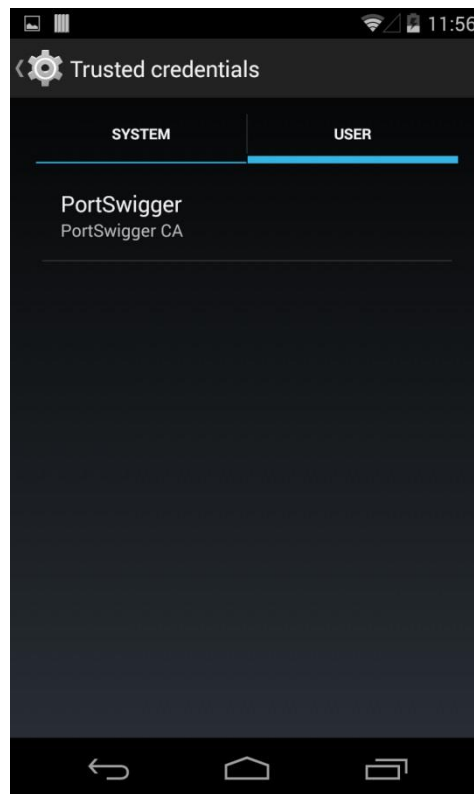 11:56
Trusted credentials
SYSTEM USER
PortSwigger
PortSwigger CA